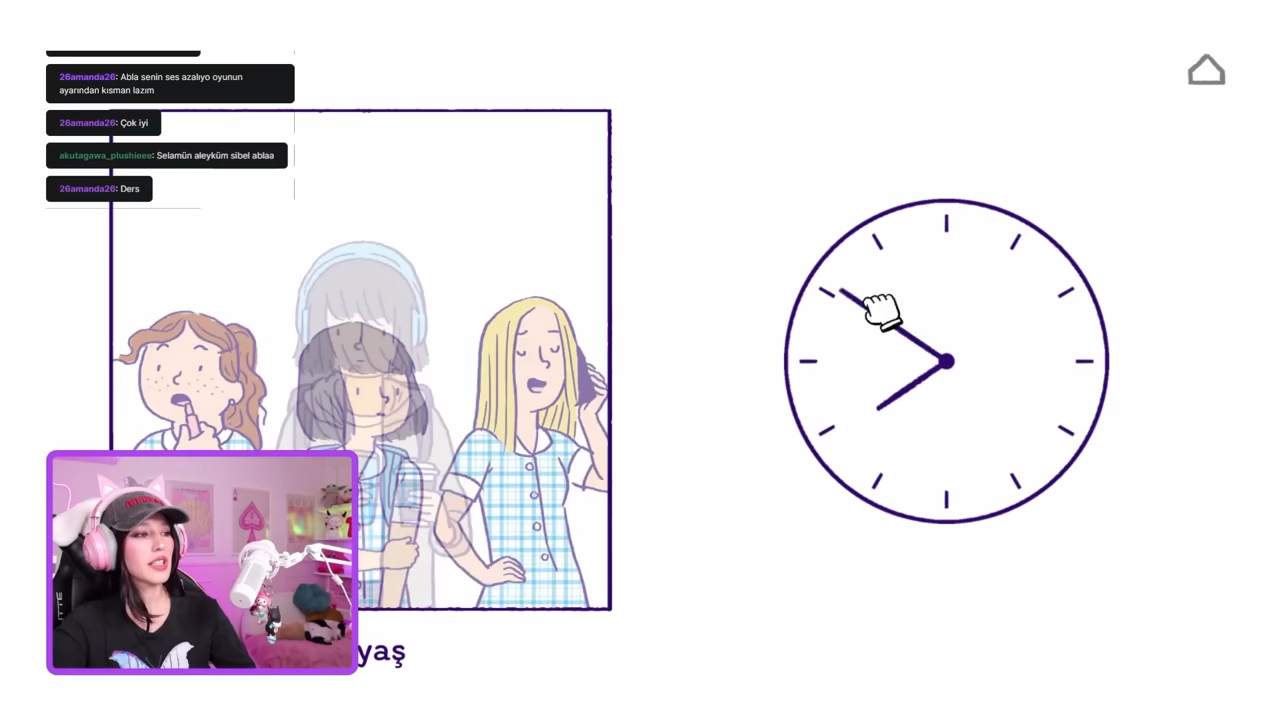 26amanda26: Abla senin ses azalıyo oyunun
ayarından kısman lazım
26amanda26: Çok iyi
akutagawa_plushieee: Selamün aleyküm sibel ablaa
26amanda26: Ders
yaş